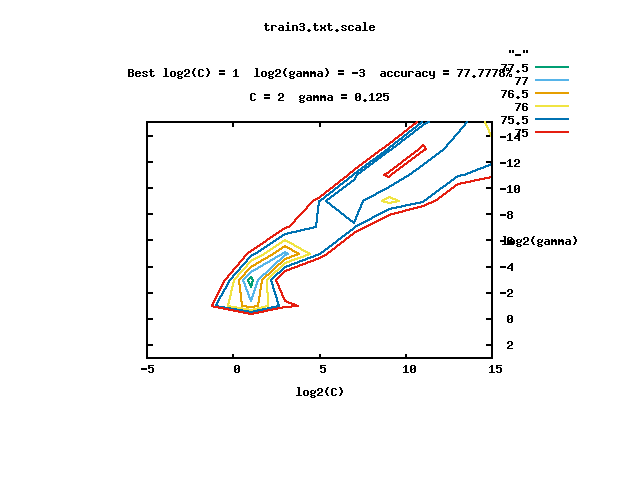 train3.txt.scale
"-"
Best log2(C) = 1  log2(gamma) = -3  accuracy = 77.7778%
77.5
77
C = 2  gamma = 0.125
76.5
76
75.5
75
-14
-12
-10
-8
-6
log2(gamma)
-4
-2
0
2
-5 0 5 10 15
log2(C)